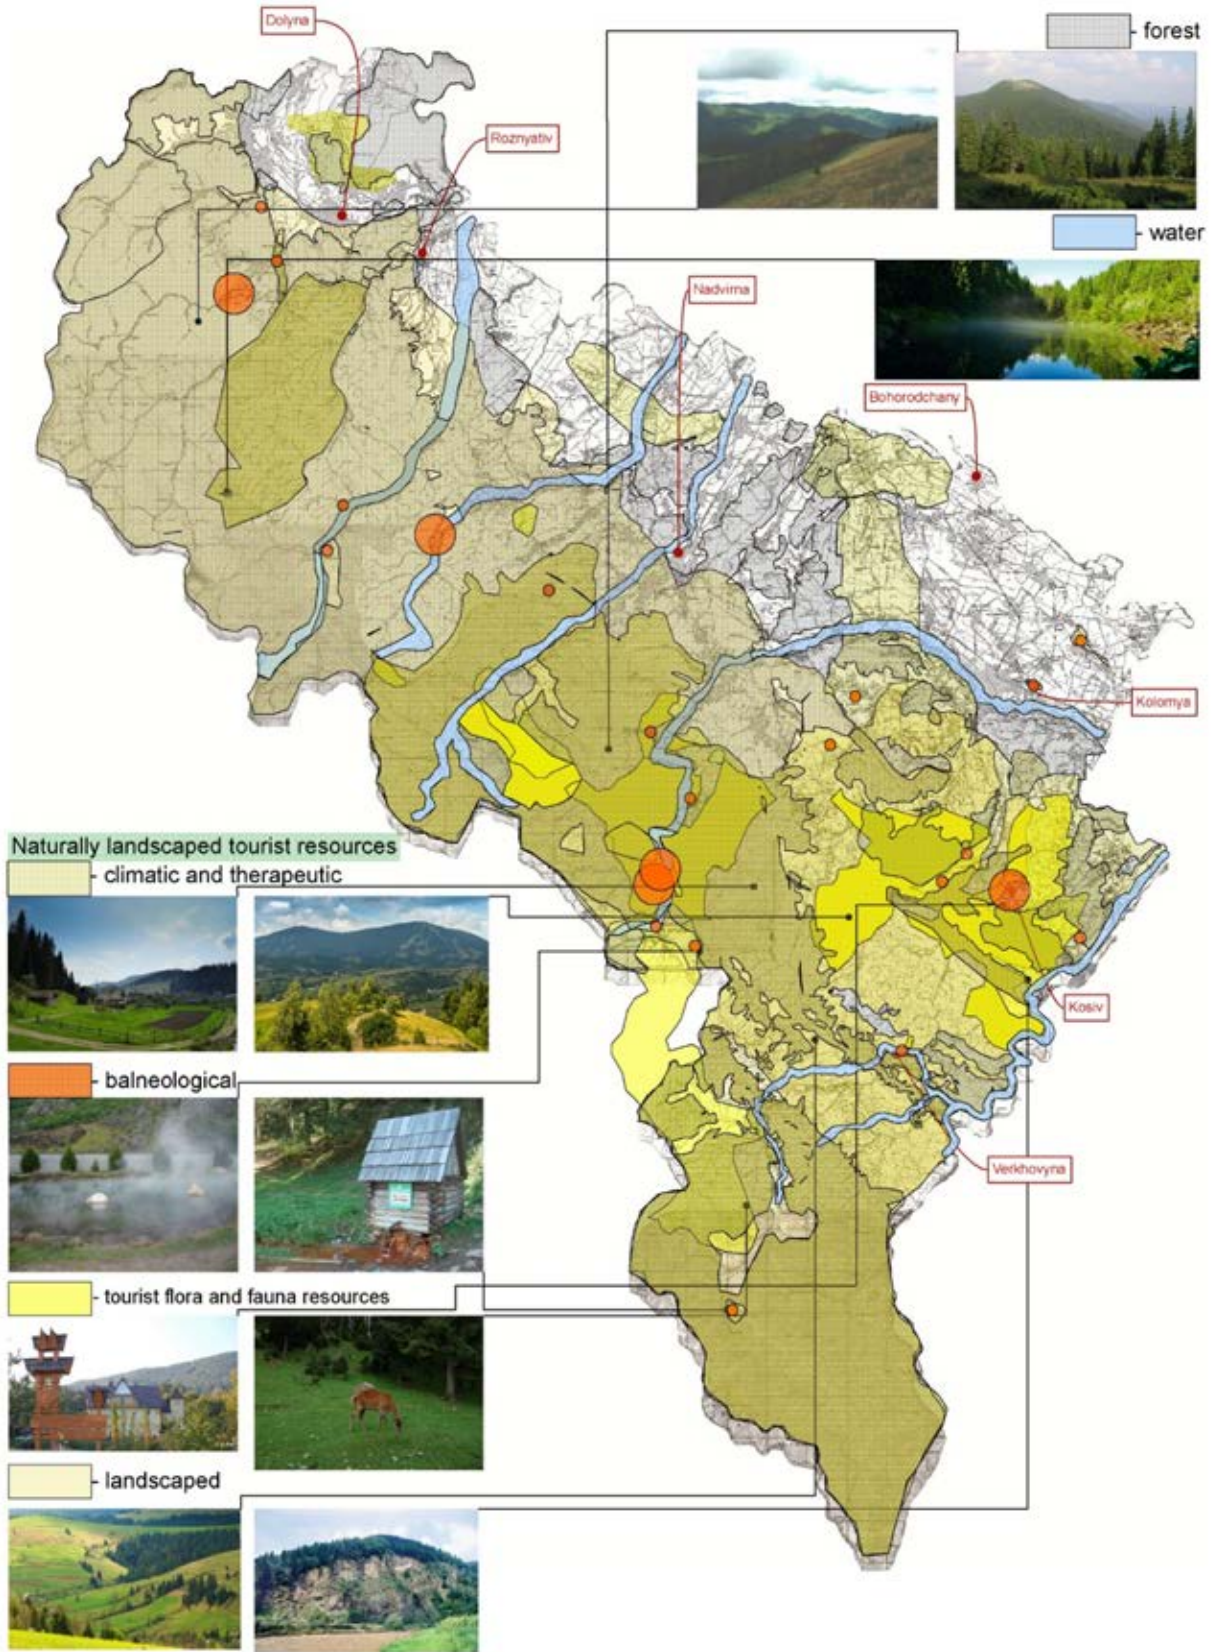 Dolyna
- forest
Roznyativ
- water
Nadvirna
Bohorodchany
Kolomya
Naturally landscaped tourist resources
- climatic and therapeutic
Kosiv
- balneological
Verkhovyna
- tourist flora and fauna resources
- landscaped